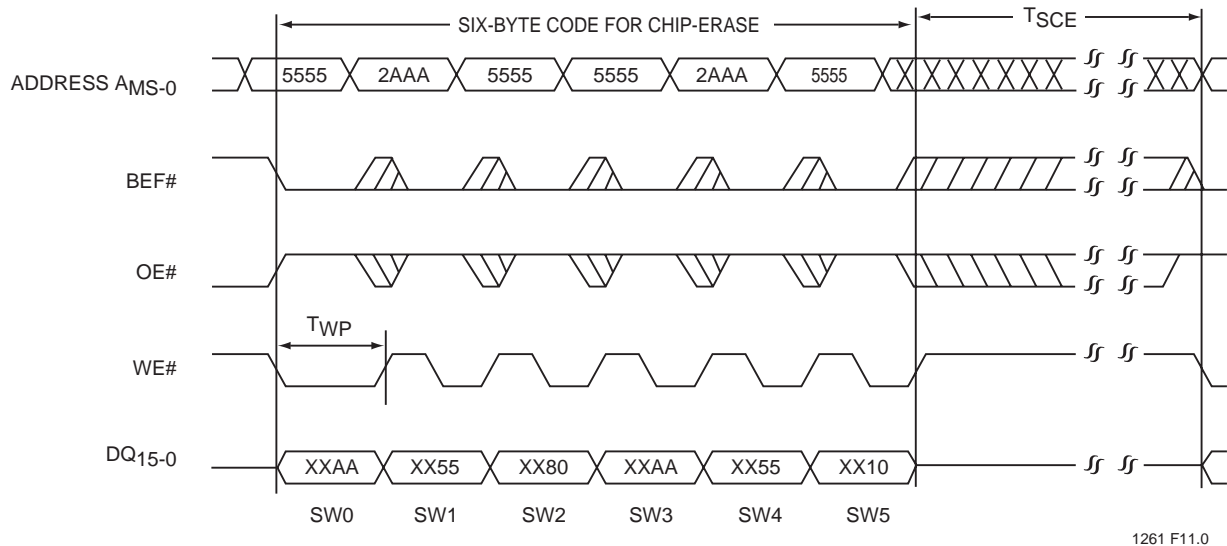 SIX-BYTE CODE FOR CHIP-ERASE
TSCE
ADDRESS AMS-0
5555 2AAA 5555 5555 2AAA 5555
BEF#
OE#
TWP
WE#
DQ15-0
XXAA XX55 XX80 XXAA XX55 XX10
SW0 SW1 SW2 SW3 SW4 SW5
1261 F11.0